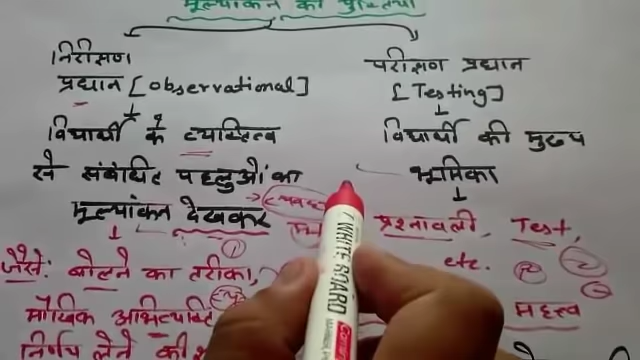 मूल्यांकन की युक्तियाँ
निरीक्षण
प्रधान [observational]
विद्यार्थी के व्यक्तित्व
से संबंधित पहलुओं का
मूल्यांकन देखकर
जैसे: बोलने का तरीका,
मौखिक अभिव्यक्ति
निर्णय लेने की
परीक्षण प्रधान
[Testing]
विद्यार्थी की मुख्य
भूमिका
प्रश्नावली, Test,
etc.
महत्व
WHITE BOARD